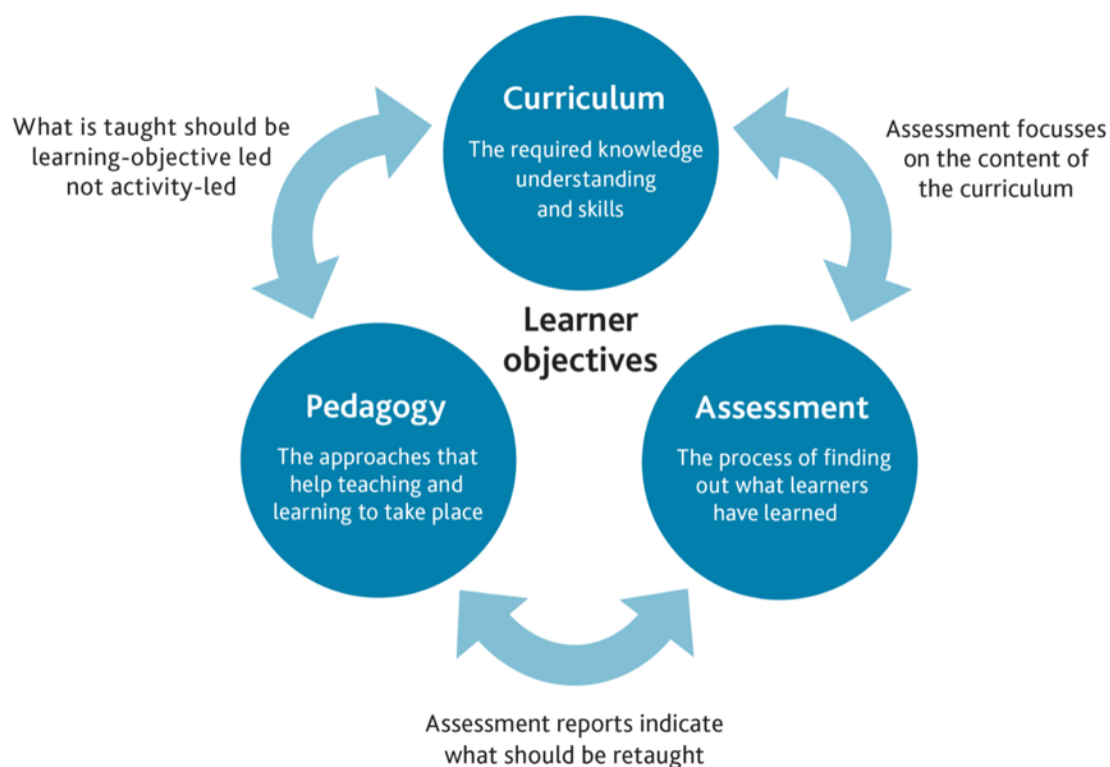 Curriculum
The required knowledge
understanding
and skills
What is taught should be
learning-objective led
not activity-led
Assessment focusses
on the content of
the curriculum
Learner
objectives
Pedagogy
The approaches that
help teaching and
learning to take place
Assessment
The process of finding
out what learners
have learned
Assessment reports indicate
what should be retaught